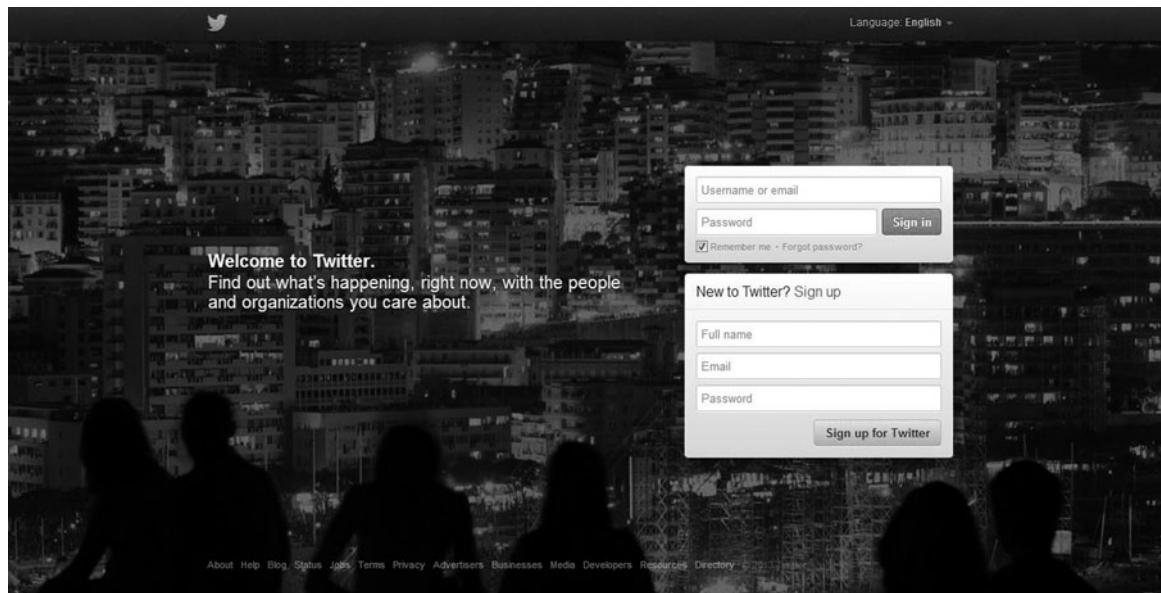 Language: English
Username or email
Password
Sign in
Remember me · Forgot password?
Welcome to Twitter.
Find out what's happening, right now, with the people
and organizations you care about.
New to Twitter? Sign up
Full name
Email
Password
Sign up for Twitter
About Help Blog Status Jobs Terms Privacy Advertisers Businesses Media Developers Resources Directory